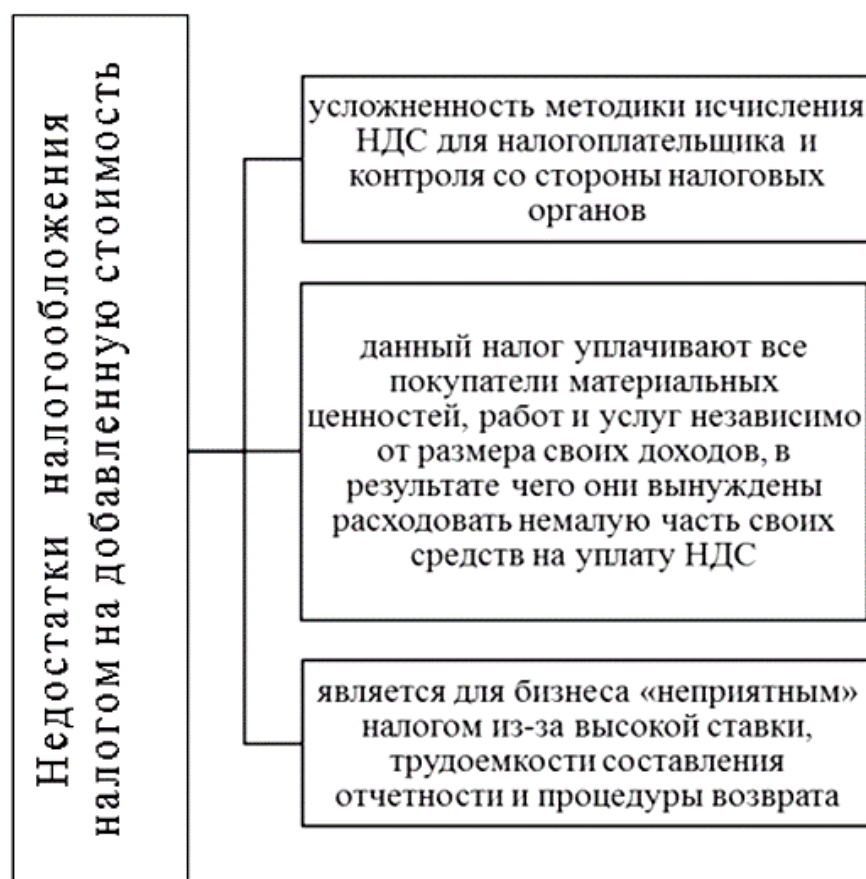 Недостатки налогообложения
налогом на добавленную стоимость
усложненность методики исчисления
НДС для налогоплательщика и
контроля со стороны налоговых
органов
данный налог уплачивают все
покупатели материальных
ценностей, работ и услуг независимо
от размера своих доходов, в
результате чего они вынуждены
расходовать немалую часть своих
средств на уплату НДС
является для бизнеса «неприятным»
налогом из-за высокой ставки,
трудоемкости составления
отчетности и процедуры возврата